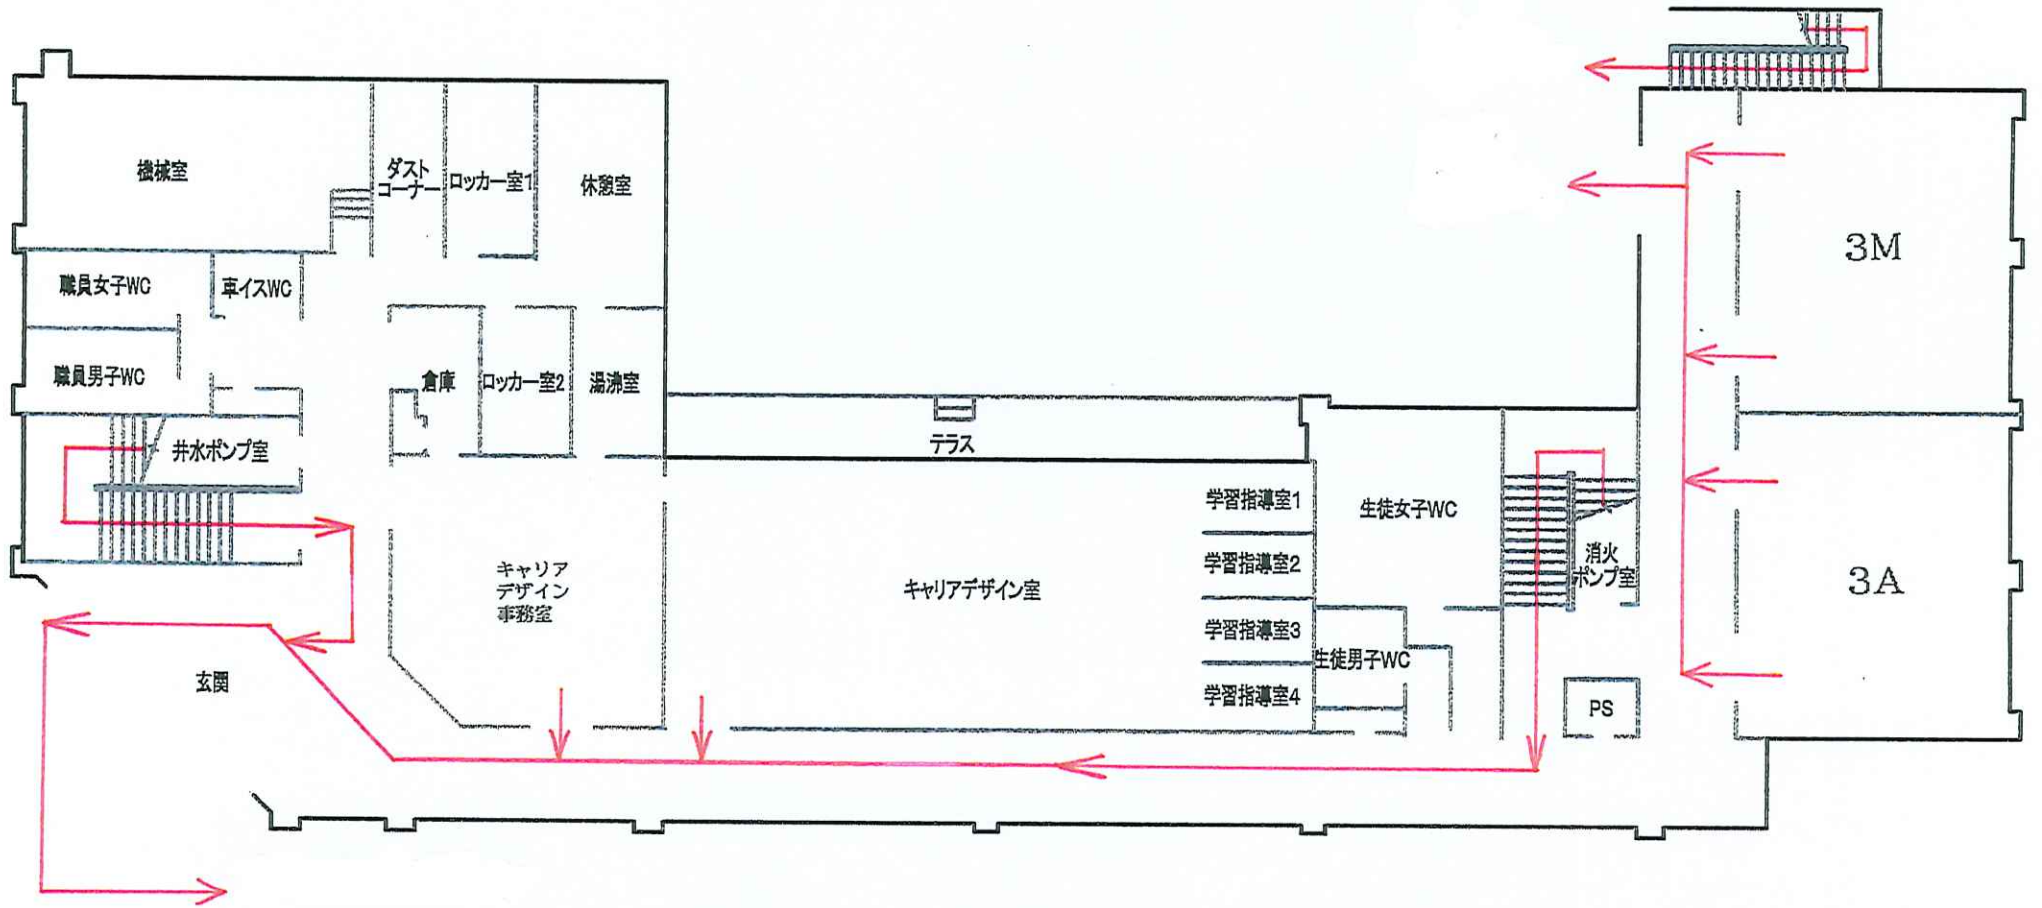 機械室
ダスト
コーナー
ロッカー室1
休憩室
3M
職員女子WC
車イスWC
職員男子WC
倉庫
ロッカー室2
湯沸室
井水ポンプ室
テラス
学習指導室1
生徒女子WC
キャリア
デザイン
事務室
キャリアデザイン室
学習指導室2
消火
ポンプ室
3A
学習指導室3
生徒男子WC
玄関
学習指導室4
PS